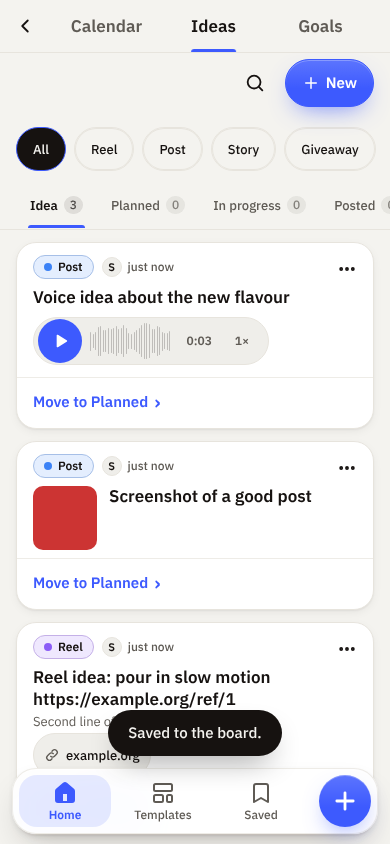 Calendar Ideas Goals
New
All Reel Post Story Giveaway
Idea 3 Planned 0 In progress 0 Posted
Post S just now
Voice idea about the new flavour
0:03 1×
Move to Planned
Post S just now
Screenshot of a good post
Move to Planned
Reel S just now
Reel idea: pour in slow motion
https://example.org/ref/1
Second line
Saved to the board.
example.org
Home Templates Saved